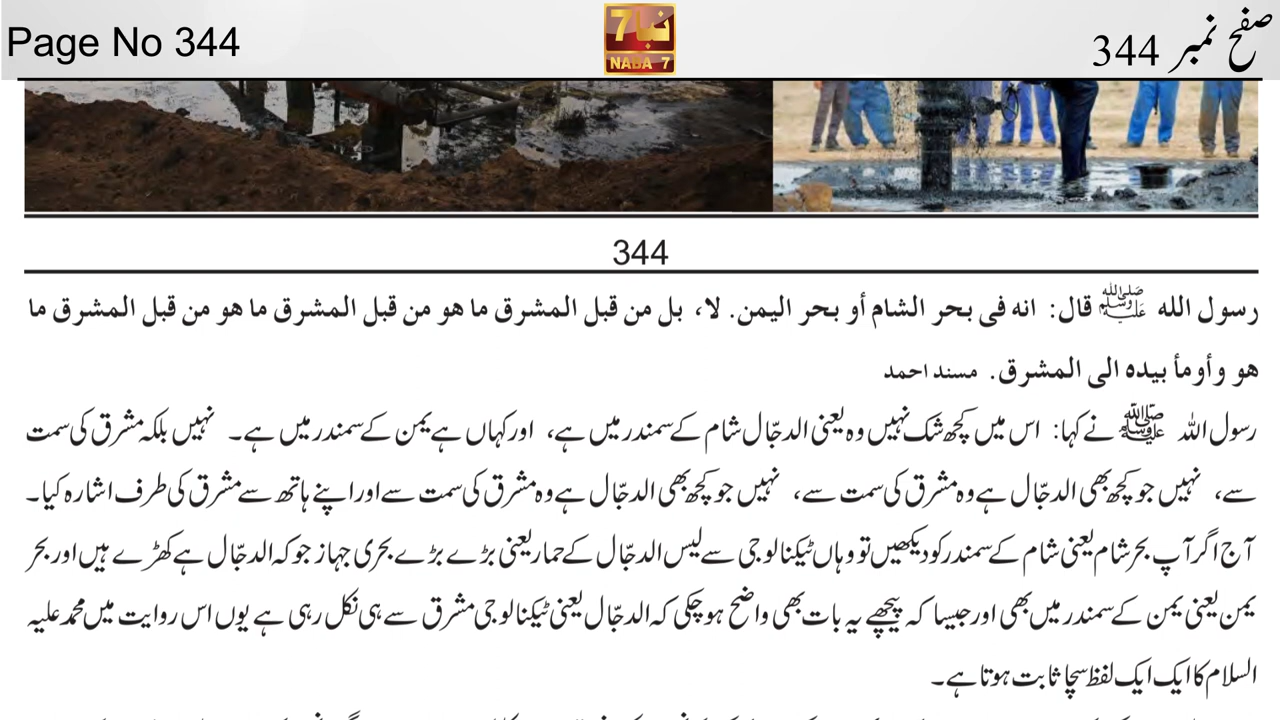 Page No 344
نبا 7
NABA 7
صفحہ نمبر 344
344
رسول الله ﷺ قال: انه فى بحر الشام أو بحر اليمن. لا، بل من قبل المشرق ما هو من قبل المشرق ما هو من قبل المشرق ما
هو وأومأ بيده الى المشرق. مسند احمد
رسول اللہ ﷺ نے کہا: اس میں کچھ شک نہیں وہ یعنی الدجّال شام کے سمندر میں ہے، اور کہاں ہے یمن کے سمندر میں ہے۔ نہیں بلکہ مشرق کی سمت
سے، نہیں جو کچھ بھی الدجّال ہے وہ مشرق کی سمت سے، نہیں جو کچھ بھی الدجّال ہے وہ مشرق کی سمت سے اور اپنے ہاتھ سے مشرق کی طرف اشارہ کیا۔
آج اگر آپ بحر شام یعنی شام کے سمندر کو دیکھیں تو وہاں ٹیکنالوجی سے لیس الدجّال کے حمار یعنی بڑے بڑے بحری جہاز جو کہ الدجّال ہے کھڑے ہیں اور بحر
یمن یعنی یمن کے سمندر میں بھی اور جیسا کہ پیچھے یہ بات بھی واضح ہو چکی کہ الدجّال یعنی ٹیکنالوجی مشرق سے ہی نکل رہی ہے یوں اس روایت میں محمد علیہ
السلام کا ایک ایک لفظ سچا ثابت ہوتا ہے۔